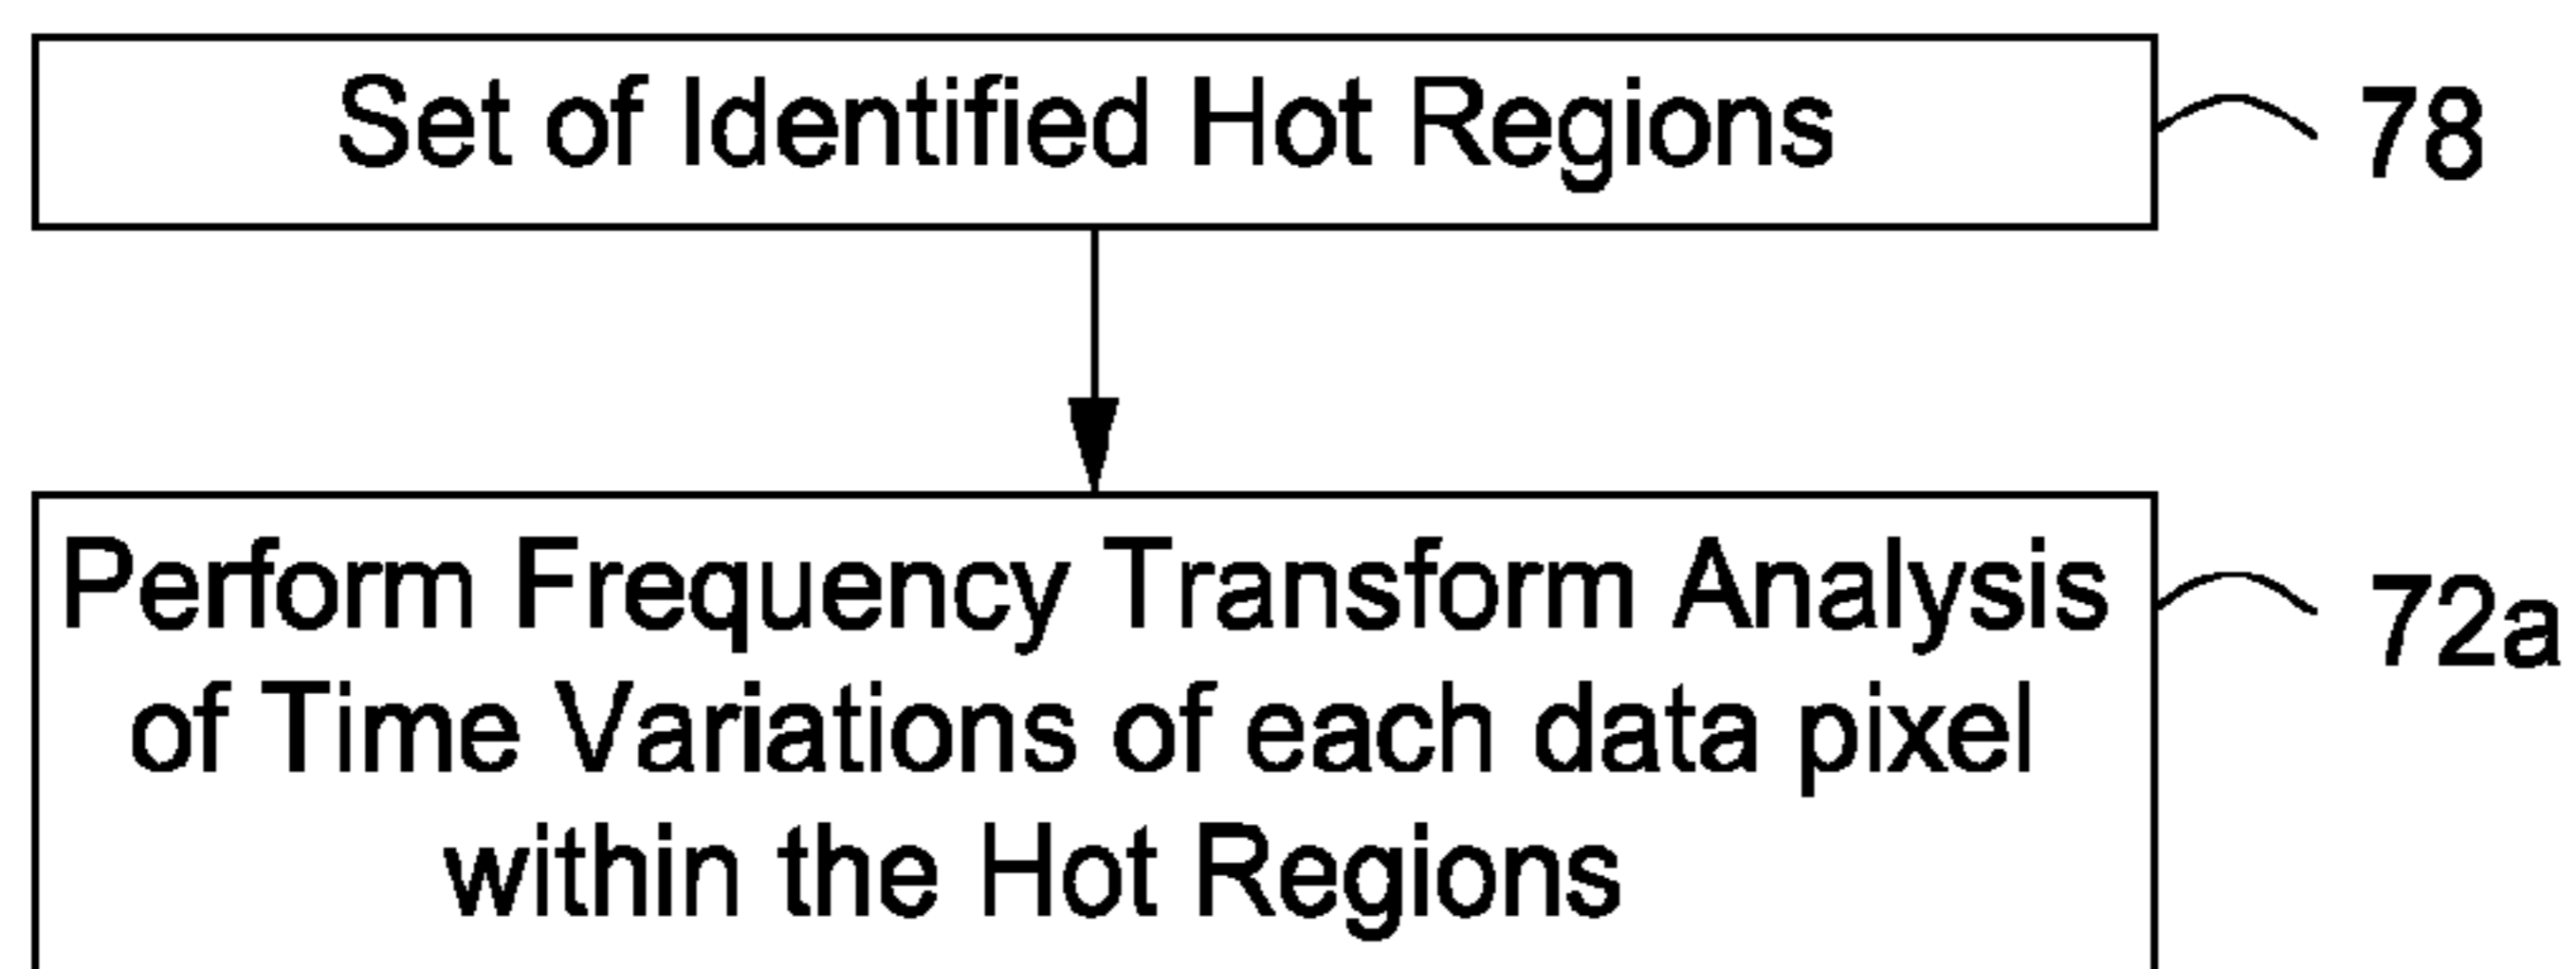 Set of Identified Hot Regions
78
Perform Frequency Transform Analysis
72a
of Time Variations of each data pixel
within the Hot Regions